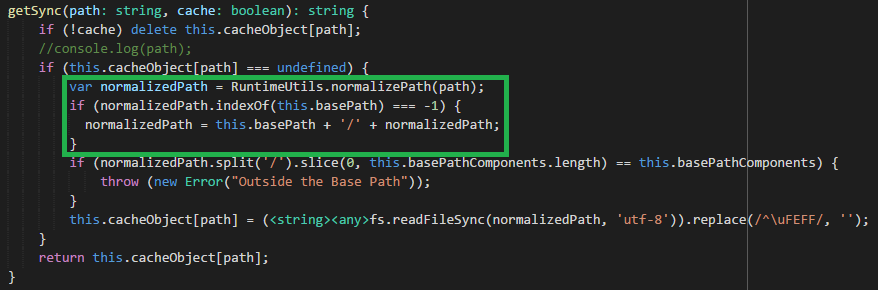 getSync(path: string, cache: boolean): string {
    if (!cache) delete this.cacheObject[path];
    //console.log(path);
    if (this.cacheObject[path] === undefined) {
        var normalizedPath = RuntimeUtils.normalizePath(path);
        if (normalizedPath.indexOf(this.basePath) === -1) {
          normalizedPath = this.basePath + '/' + normalizedPath;
        }
        if (normalizedPath.split('/').slice(0, this.basePathComponents.length) == this.basePathComponents) {
            throw (new Error("Outside the Base Path"));
        }
        this.cacheObject[path] = (<string><any>fs.readFileSync(normalizedPath, 'utf-8')).replace(/^\uFEFF/, '');
    }
    return this.cacheObject[path];
}